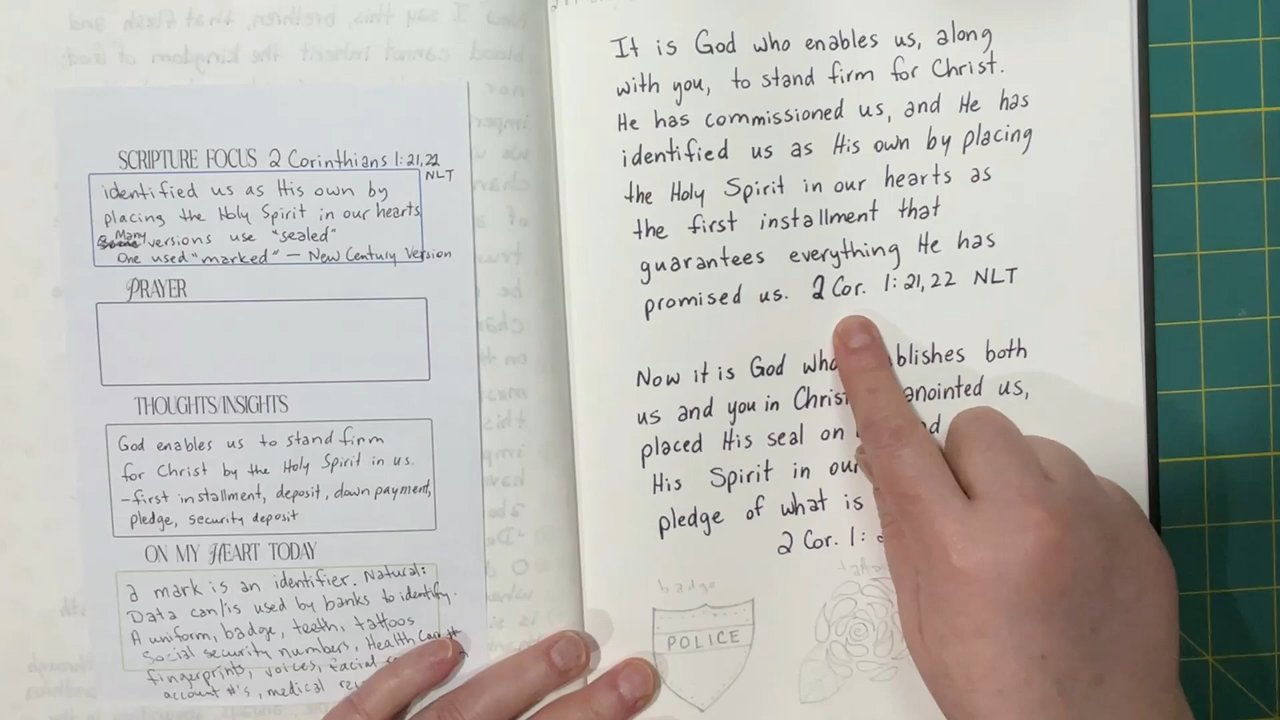 SCRIPTURE FOCUS 2 Corinthians 1:21,22
NLT
identified us as His own by
placing the Holy Spirit in our hearts
Many
versions use "sealed"
One used "marked" — New Century Version
PRAYER
THOUGHTS/INSIGHTS
God enables us to stand firm
for Christ by the Holy Spirit in us.
-first installment, deposit, down payment,
pledge, security deposit
ON MY HEART TODAY
a mark is an identifier. Natural:
Data can/is used by banks to identify.
A uniform, badge, teeth, tattoos
Social security numbers, Health
fingerprints, voices, facial
account #'s, medical
It is God who enables us, along
with you, to stand firm for Christ.
He has commissioned us, and He has
identified us as His own by placing
the Holy Spirit in our hearts as
the first installment that
guarantees everything He has
promised us. 2 Cor. 1:21,22 NLT
Now it is God who establishes both
us and you in Christ anointed us,
placed His seal on
His Spirit in our
pledge of what is
2 Cor. 1:
badge
POLICE